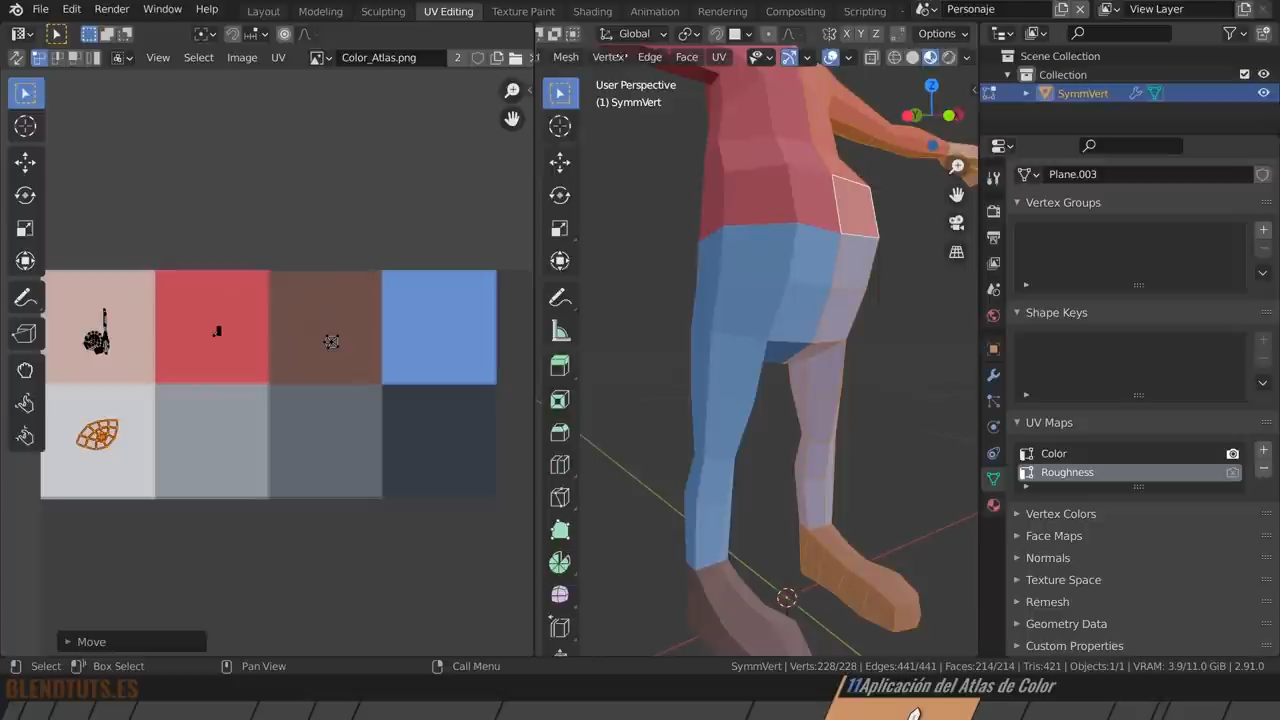 File Edit Render Window Help
Layout Modeling Sculpting UV Editing Texture Paint Shading Animation Rendering Compositing Scripting
Personaje View Layer
Global X Y Z Options
View Select Image UV Color_Atlas.png 2
Mesh Vertex Edge Face UV
User Perspective
(1) SymmVert
Z
Y
Scene Collection
Collection
SymmVert
Plane.003
Vertex Groups
Shape Keys
UV Maps
Color
Roughness
Vertex Colors
Face Maps
Normals
Texture Space
Remesh
Geometry Data
Custom Properties
Move
Select Box Select Pan View Call Menu
SymmVert | Verts:228/228 | Edges:441/441 | Faces:214/214 | Tris:421 | Objects:1/1 | VRAM: 3.9/11.0 GiB | 2.91.0
BLENDTUTS.ES
11Aplicación del Atlas de Color